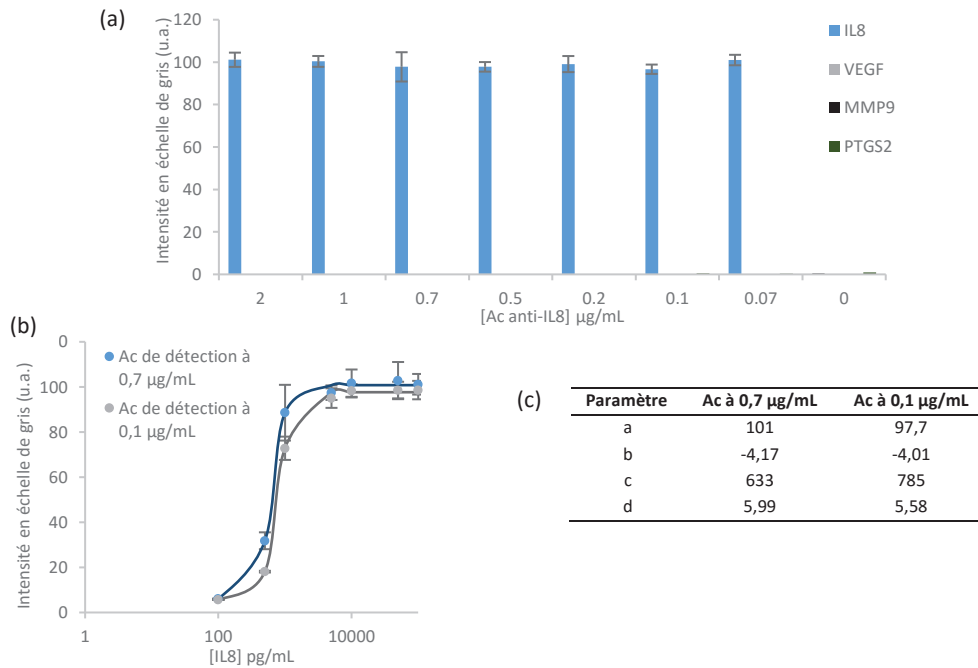 (a)
Intensité en échelle de gris (u.a.)
120
100
80
60
40
20
0
2 1 0.7 0.5 0.2 0.1 0.07 0
[Ac anti-IL8] µg/mL
IL8
VEGF
MMP9
PTGS2
(b)
Intensité en échelle de gris (u.a.)
0
100
80
60
40
20
0
1 100 10000
[IL8] pg/mL
Ac de détection à
0,7 µg/mL
Ac de détection à
0,1 µg/mL
(c)
Paramètre Ac à 0,7 µg/mL Ac à 0,1 µg/mL
a 101 97,7
b -4,17 -4,01
c 633 785
d 5,99 5,58